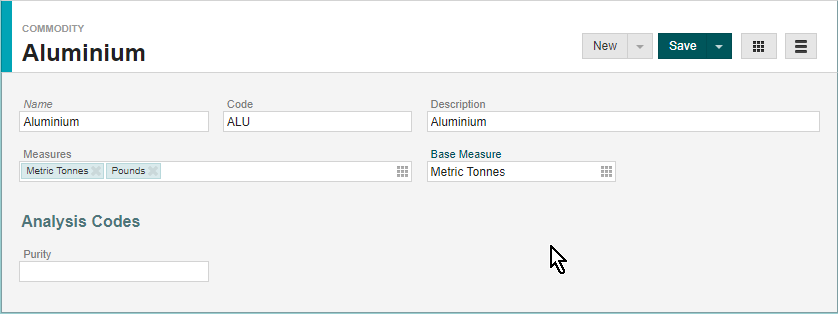 COMMODITY
Aluminium
New Save
Name Code Description
Aluminium ALU Aluminium
Measures Base Measure
Metric Tonnes Pounds Metric Tonnes
Analysis Codes
Purity